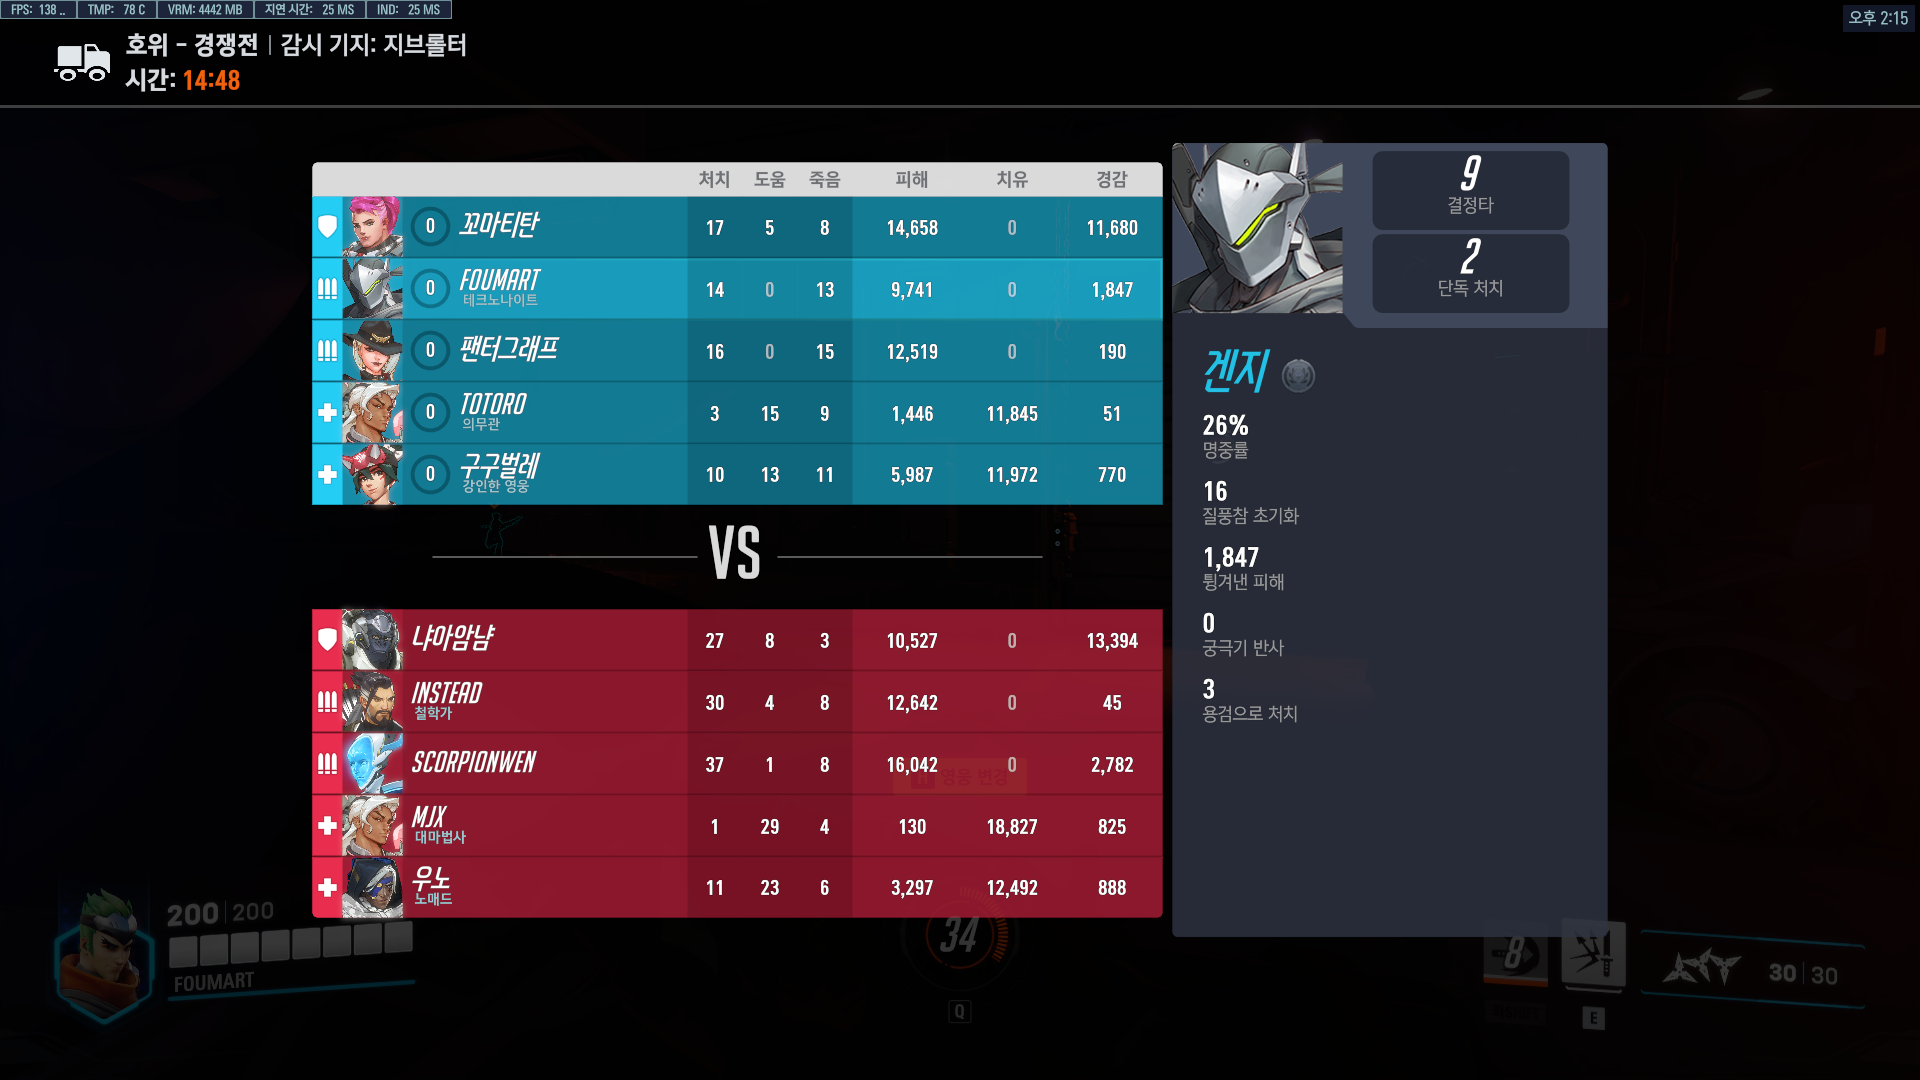 FPS: 138 .. TMP: 78 C VRM: 4442 MB 지연 시간: 25 MS IND: 25 MS
오후 2:15
호위 - 경쟁전 | 감시 기지: 지브롤터
시간: 14:48
처치 도움 죽음 피해 치유 경감
0 꼬마티탄 17 5 8 14,658 0 11,680
0 FOUMART 14 0 13 9,741 0 1,847
테크노나이트
0 팬터그래프 16 0 15 12,519 0 190
0 TOTORO 3 15 9 1,446 11,845 51
의무관
0 구구벌레 10 13 11 5,987 11,972 770
강인한 영웅
VS
냐아암냠 27 8 3 10,527 0 13,394
INSTEAD 30 4 8 12,642 0 45
철학가
SCORPIONWEN 37 1 8 16,042 0 2,782
영웅 변경
MJX 1 29 4 130 18,827 825
대마법사
우노 11 23 6 3,297 12,492 888
노매드
9
결정타
2
단독 처치
겐지
26%
명중률
16
질풍참 초기화
1,847
튕겨낸 피해
0
궁극기 반사
3
용검으로 처치
200 | 200
FOUMART
34
Q
8
E
30 | 30